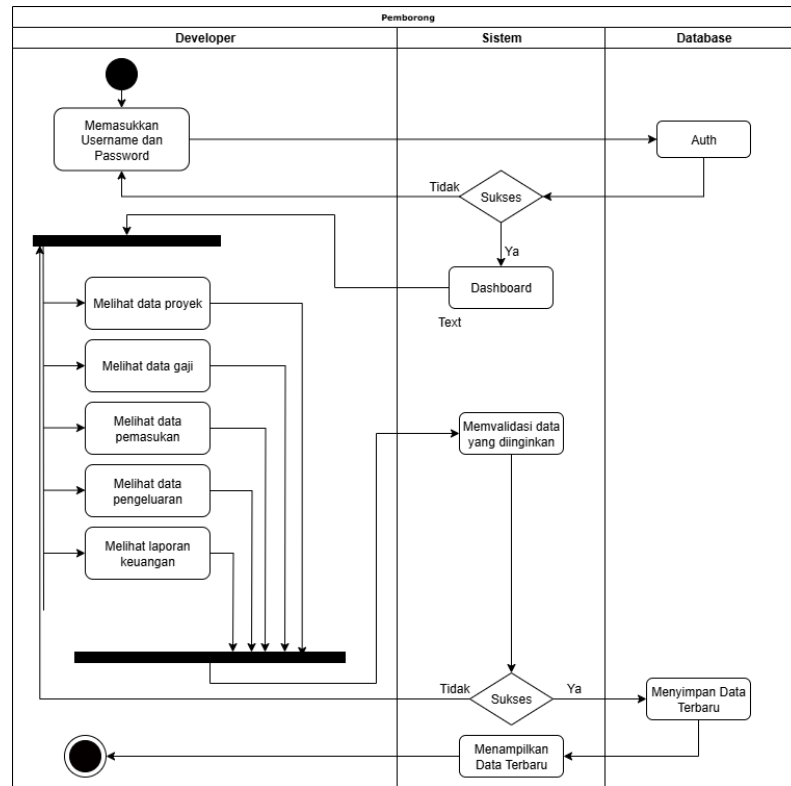 Pemborong
Developer
Sistem
Database
Memasukkan
Username dan
Password
Auth
Tidak
Sukses
Ya
Dashboard
Text
Melihat data proyek
Melihat data gaji
Melihat data
pemasukan
Memvalidasi data
yang diinginkan
Melihat data
pengeluaran
Melihat laporan
keuangan
Tidak
Sukses
Ya
Menyimpan Data
Terbaru
Menampilkan
Data Terbaru